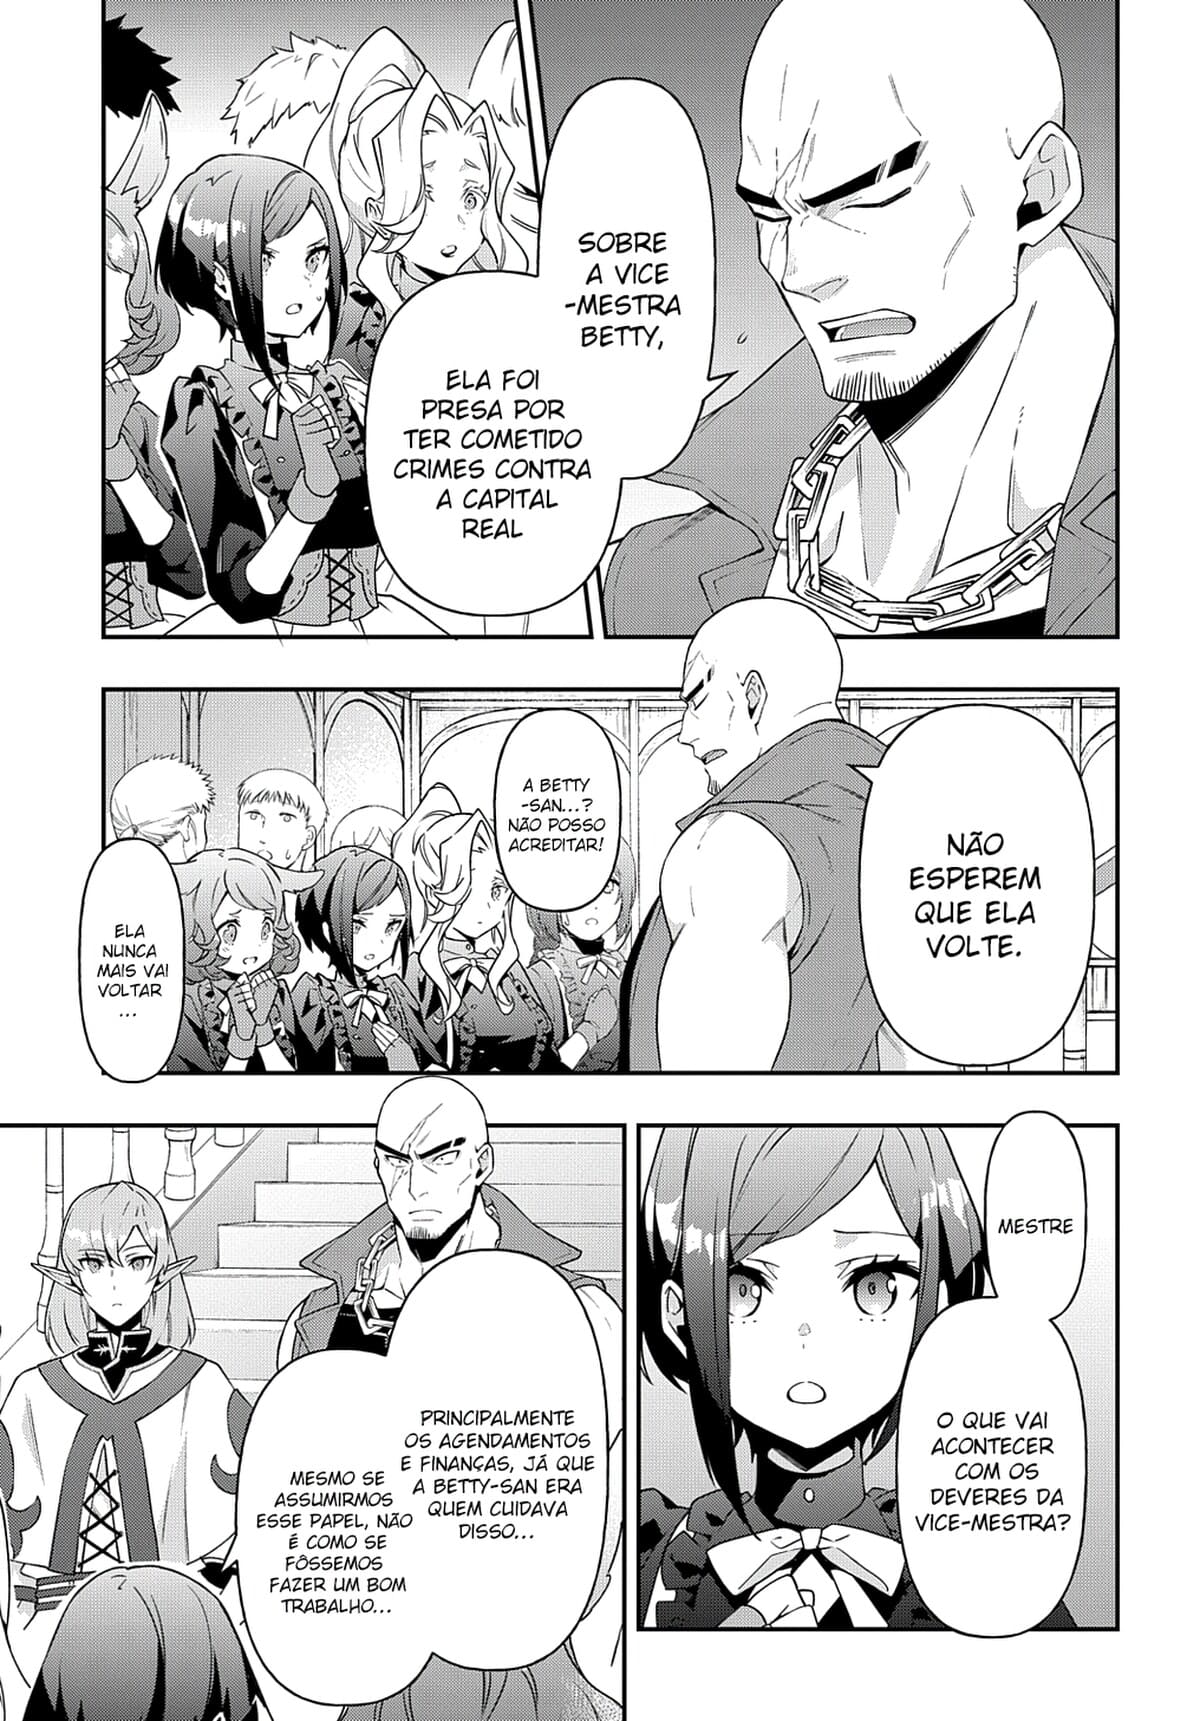 SOBRE
A VICE
-MESTRA
BETTY,
ELA FOI
PRESA POR
TER COMETIDO
CRIMES CONTRA
A CAPITAL
REAL
NÃO
ESPEREM
QUE ELA
VOLTE.
A BETTY
-SAN...?
NÃO POSSO
ACREDITAR!
ELA
NUNCA
MAIS VAI
VOLTAR
...
MESTRE
O QUE VAI
ACONTECER
COM OS
DEVERES DA
VICE-MESTRA?
PRINCIPALMENTE
OS AGENDAMENTOS
E FINANÇAS, JÁ QUE
A BETTY-SAN ERA
QUEM CUIDAVA
DISSO...
MESMO SE
ASSUMIRMOS
ESSE PAPEL, NÃO
É COMO SE
FÔSSEMOS
FAZER UM BOM
TRABALHO...